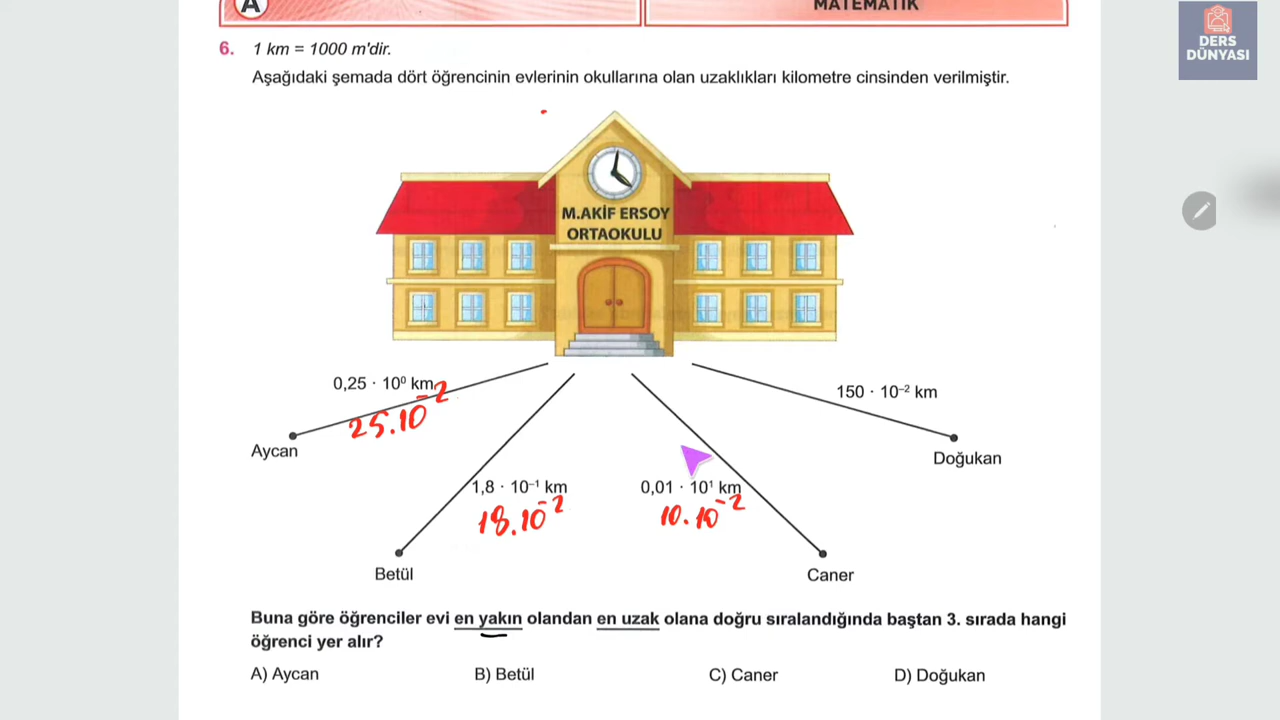 A
MATEMATİK
DERS
DÜNYASI
6. 1 km = 1000 m'dir.
Aşağıdaki şemada dört öğrencinin evlerinin okullarına olan uzaklıkları kilometre cinsinden verilmiştir.
M.AKİF ERSOY
ORTAOKULU
0,25 · 10⁰ km
25.10⁻²
Aycan
150 · 10⁻² km
Doğukan
1,8 · 10⁻¹ km
18.10⁻²
Betül
0,01 · 10¹ km
10.10⁻²
Caner
Buna göre öğrenciler evi en yakın olandan en uzak olana doğru sıralandığında baştan 3. sırada hangi
öğrenci yer alır?
A) Aycan B) Betül C) Caner D) Doğukan